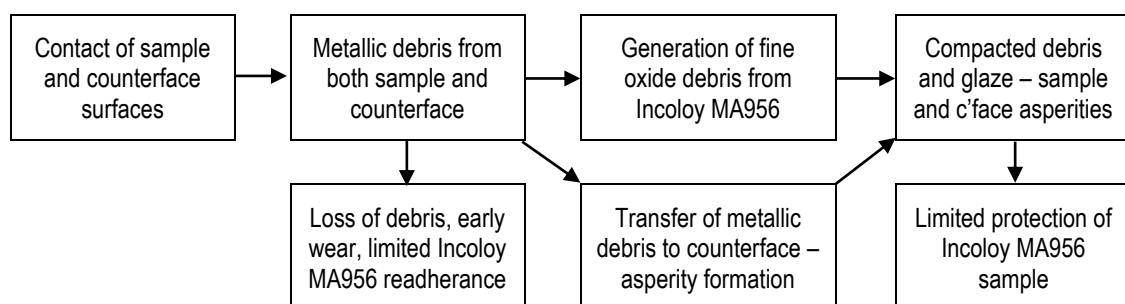 Contact of sample
and counterface
surfaces
Metallic debris from
both sample and
counterface
Generation of fine
oxide debris from
Incoloy MA956
Compacted debris
and glaze – sample
and c'face asperities
Loss of debris, early
wear, limited Incoloy
MA956 readherance
Transfer of metallic
debris to counterface –
asperity formation
Limited protection of
Incoloy MA956
sample